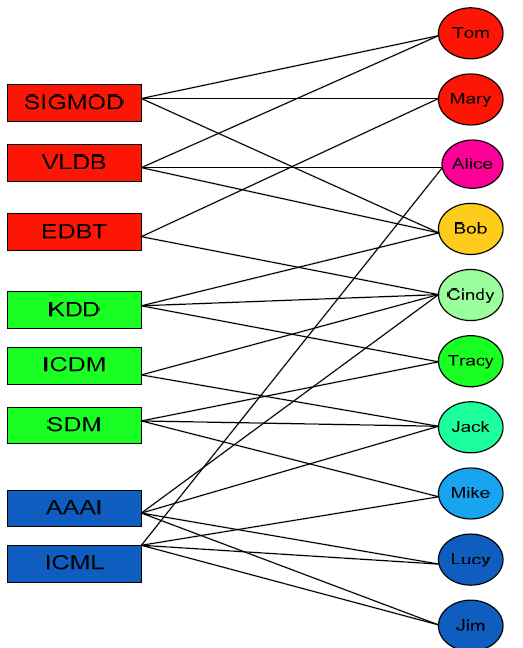 SIGMOD
VLDB
EDBT
KDD
ICDM
SDM
AAAI
ICML
Tom
Mary
Alice
Bob
Cindy
Tracy
Jack
Mike
Lucy
Jim